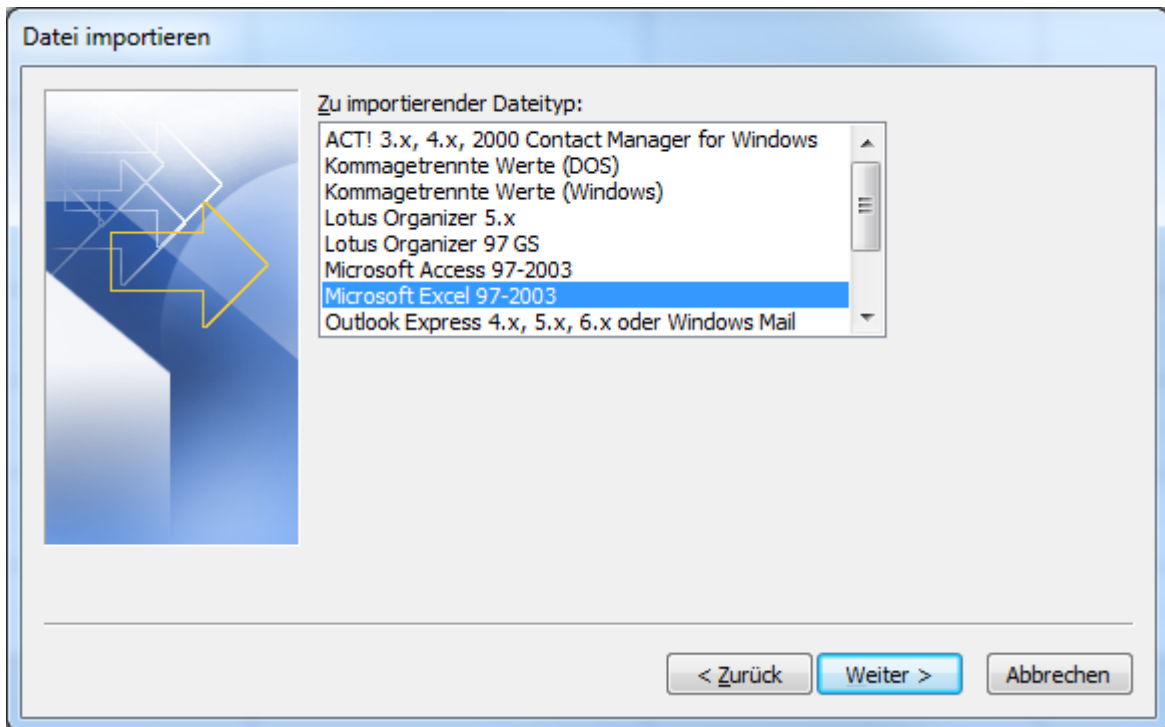 Datei importieren
Zu importierender Dateityp:
ACT! 3.x, 4.x, 2000 Contact Manager for Windows
Kommagetrennte Werte (DOS)
Kommagetrennte Werte (Windows)
Lotus Organizer 5.x
Lotus Organizer 97 GS
Microsoft Access 97-2003
Microsoft Excel 97-2003
Outlook Express 4.x, 5.x, 6.x oder Windows Mail
< Zurück Weiter > Abbrechen